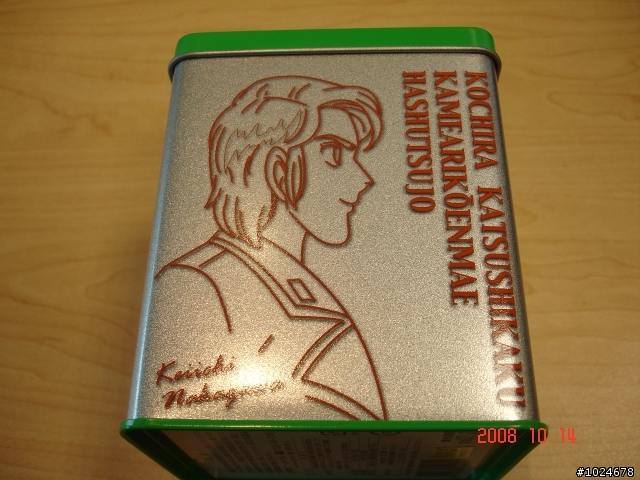 KOCHIRA KATSUSHIKAKU
KAMEARIKŌENMAE
HASHUTSUJO
Keiichi
Nakagawa
2008 10 14
#1024678